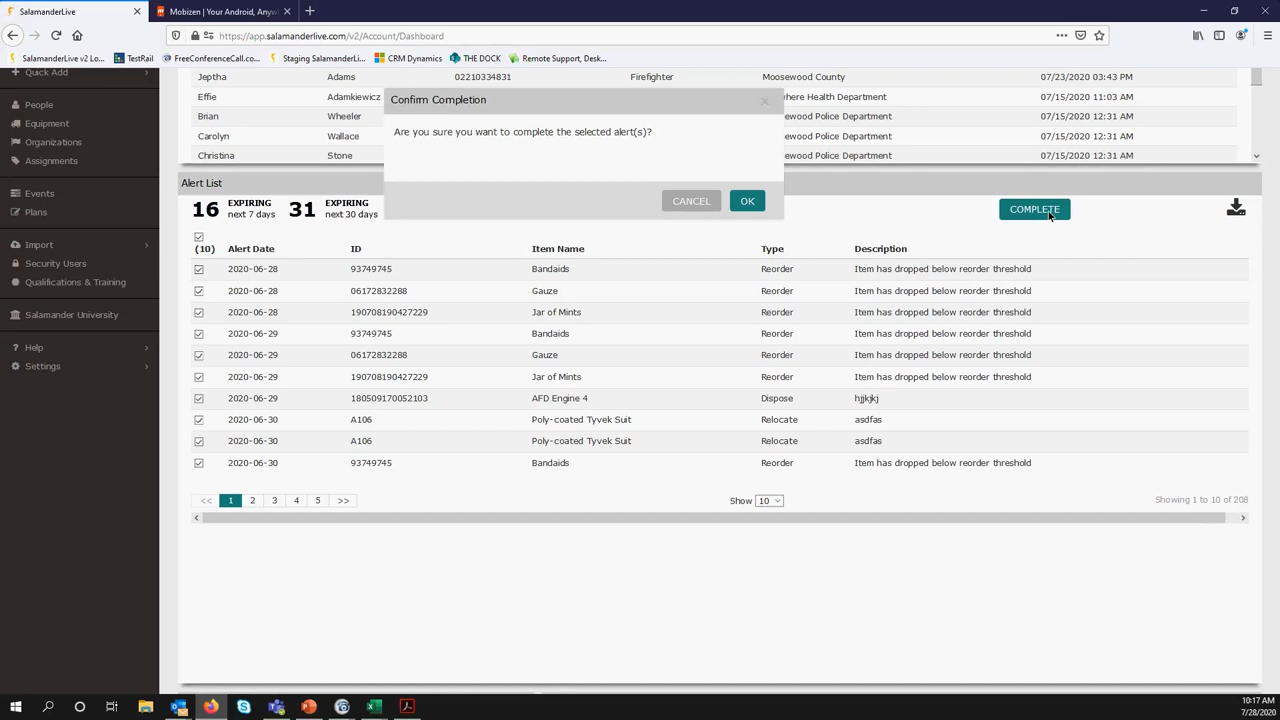 SalamanderLive
Mobizen | Your Android, Anyw
https://app.salamanderlive.com/v2/Account/Dashboard
SalamanderLive v2 Lo...
TestRail
FreeConferenceCall.co...
Staging SalamanderLi...
CRM Dynamics
THE DOCK
Remote Support, Desk...
Quick Add
People
Equipment
Organizations
Assignments
Events
Plans
Import
Security Users
Qualifications & Training
Salamander University
Help
Settings
Jeptha Adams 02210334831 Firefighter Moosewood County 07/23/2020 03:43 PM
Effie Adamkiewicz where Health Department 07/15/2020 11:03 AM
Brian Wheeler ewood Police Department 07/15/2020 12:31 AM
Carolyn Wallace ewood Police Department 07/15/2020 12:31 AM
Christina Stone ewood Police Department 07/15/2020 12:31 AM
Confirm Completion ×
Are you sure you want to complete the selected alert(s)?
CANCEL OK
Alert List
16 EXPIRING next 7 days 31 EXPIRING next 30 days COMPLETE
(10) Alert Date ID Item Name Type Description
2020-06-28 93749745 Bandaids Reorder Item has dropped below reorder threshold
2020-06-28 06172832288 Gauze Reorder Item has dropped below reorder threshold
2020-06-28 190708190427229 Jar of Mints Reorder Item has dropped below reorder threshold
2020-06-29 93749745 Bandaids Reorder Item has dropped below reorder threshold
2020-06-29 06172832288 Gauze Reorder Item has dropped below reorder threshold
2020-06-29 190708190427229 Jar of Mints Reorder Item has dropped below reorder threshold
2020-06-29 180509170052103 AFD Engine 4 Dispose hjjkjkj
2020-06-30 A106 Poly-coated Tyvek Suit Relocate asdfas
2020-06-30 A106 Poly-coated Tyvek Suit Relocate asdfas
2020-06-30 93749745 Bandaids Reorder Item has dropped below reorder threshold
<< 1 2 3 4 5 >> Show 10 Showing 1 to 10 of 208
10:17 AM
7/28/2020